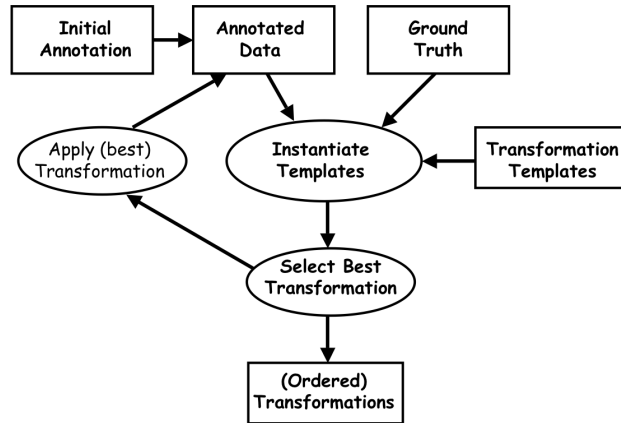 Initial
Annotation
Annotated
Data
Ground
Truth
Apply (best)
Transformation
Instantiate
Templates
Transformation
Templates
Select Best
Transformation
(Ordered)
Transformations